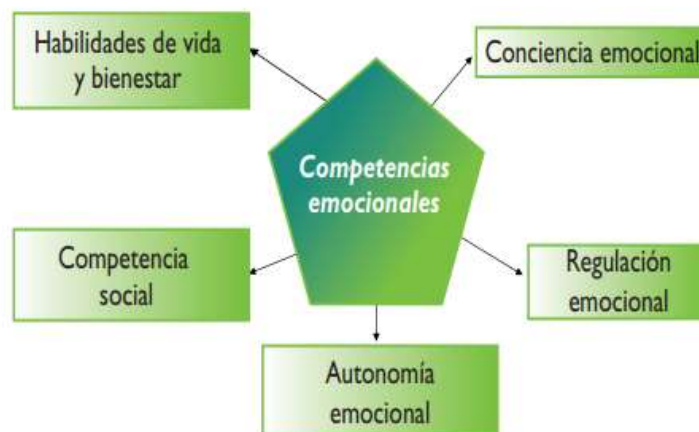 Habilidades de vida
y bienestar
Conciencia emocional
Competencias
emocionales
Competencia
social
Regulación
emocional
Autonomía
emocional